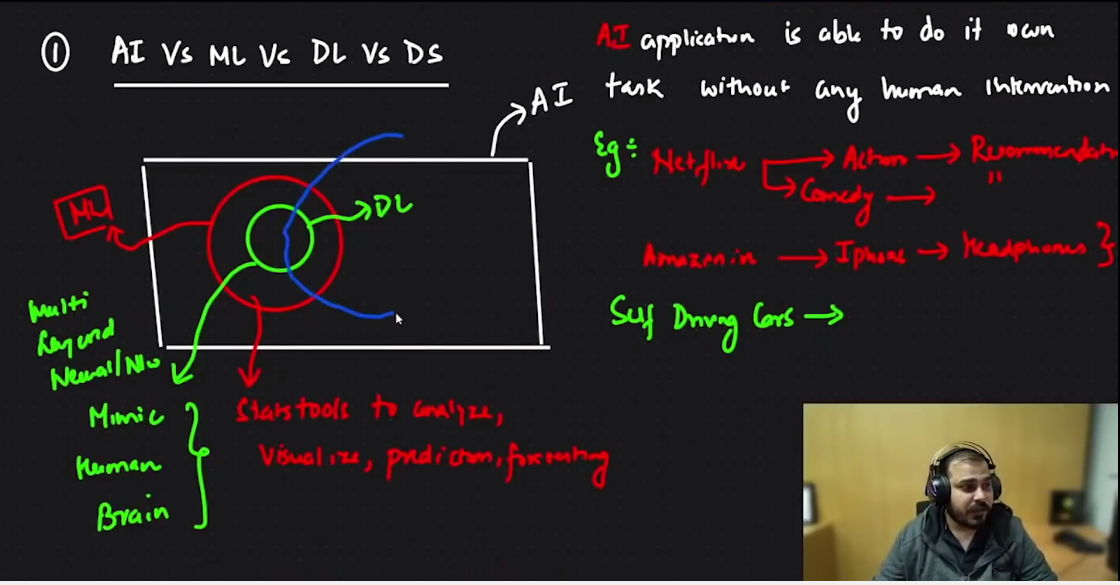 ① AI Vs ML Vs DL Vs DS
AI
ML
DL
Multi
Layered
Neural/N/w
Mimic
Human
Brain
Stats tools to analyze,
Visualize, prediction, forecasting
AI application is able to do it own
task without any human Intervention
Eg:- Netflix → Action → Recommendation
→ Comedy → "
Amazon.in → Iphone → Headphones }
Self Driving Cars →